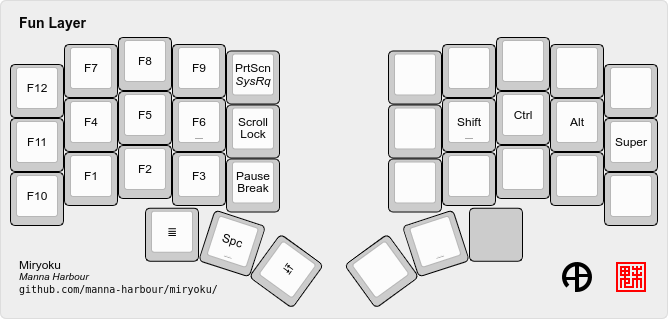 Fun Layer
F12
F7
F8
F9
PrtScn
SysRq
F11
F4
F5
F6
Scroll
Lock
Shift
Ctrl
Alt
Super
F10
F1
F2
F3
Pause
Break
Spc
Miryoku
Manna Harbour
github.com/manna-harbour/miryoku/